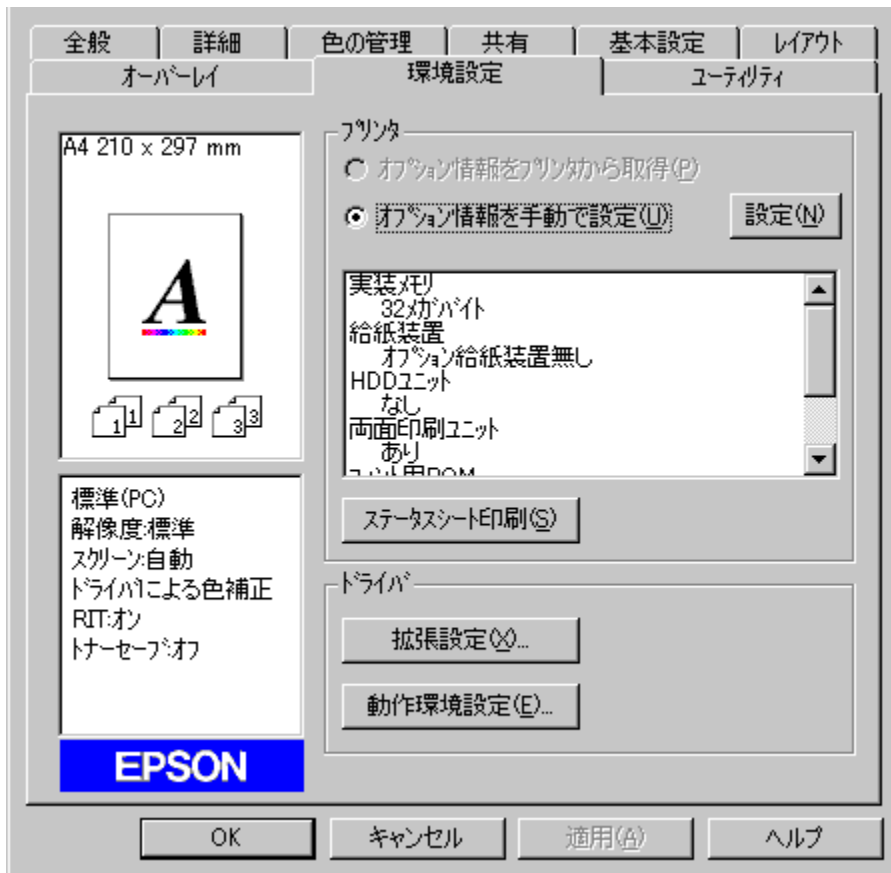 全般
詳細
色の管理
共有
基本設定
レイアウト
オーバーレイ
環境設定
ユーティリティ
A4 210 x 297 mm
A
1 1 2 2 3 3
標準(PC)
解像度:標準
スクリーン:自動
ドライバによる色補正
RIT:オン
トナーセーブ:オフ
EPSON
プリンタ
オプション情報をプリンタから取得(P)
オプション情報を手動で設定(U)
設定(N)
実装メモリ
32メガバイト
給紙装置
オプション給紙装置無し
HDDユニット
なし
両面印刷ユニット
あり
ステータスシート印刷(S)
ドライバ
拡張設定(X)...
動作環境設定(E)...
OK
キャンセル
適用(A)
ヘルプ